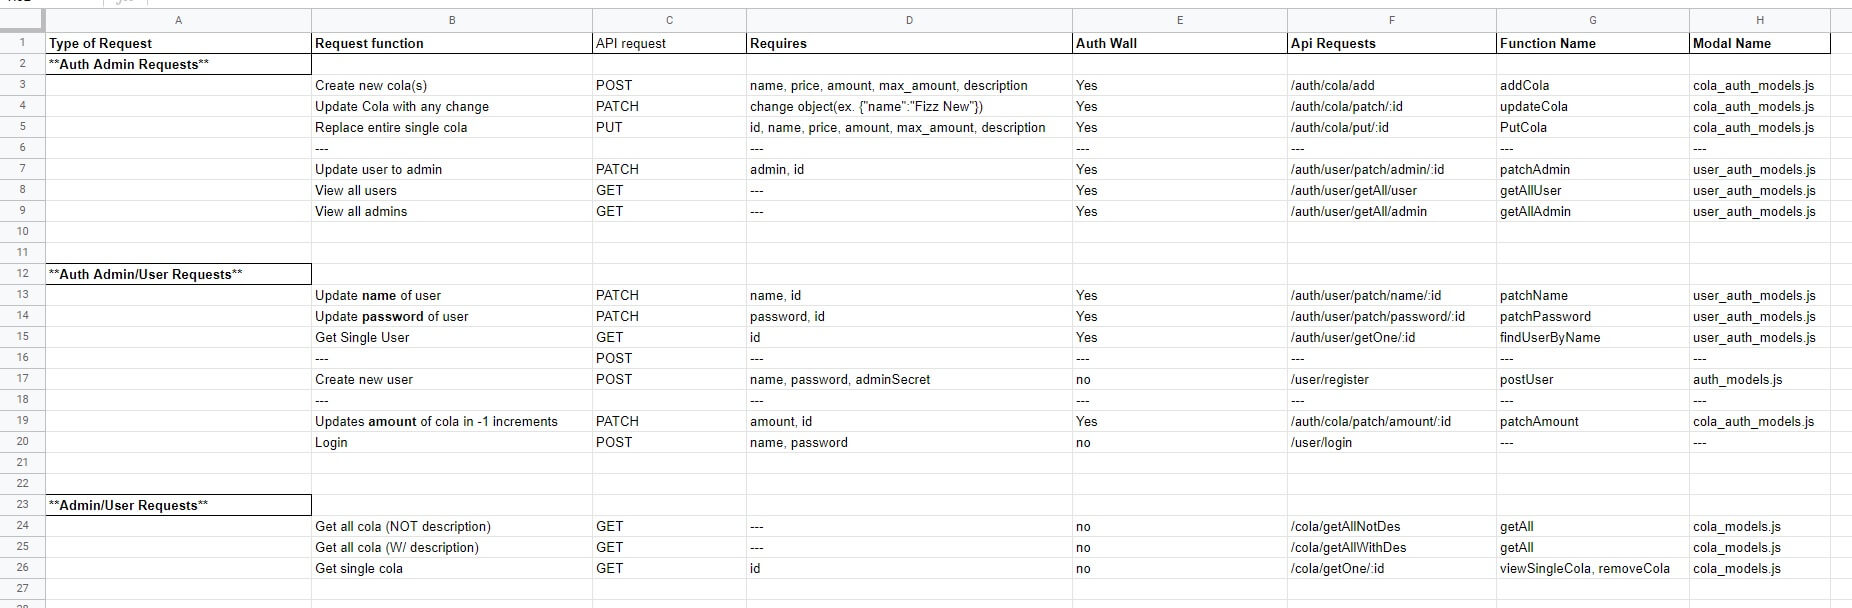 A B C D E F G H
1 Type of Request Request function API request Requires Auth Wall Api Requests Function Name Modal Name
2 **Auth Admin Requests**
3 Create new cola(s) POST name, price, amount, max_amount, description Yes /auth/cola/add addCola cola_auth_models.js
4 Update Cola with any change PATCH change object(ex. {"name":"Fizz New"}) Yes /auth/cola/patch/:id updateCola cola_auth_models.js
5 Replace entire single cola PUT id, name, price, amount, max_amount, description Yes /auth/cola/put/:id PutCola cola_auth_models.js
6 --- --- --- --- --- ---
7 Update user to admin PATCH admin, id Yes /auth/user/patch/admin/:id patchAdmin user_auth_models.js
8 View all users GET --- Yes /auth/user/getAll/user getAllUser user_auth_models.js
9 View all admins GET --- Yes /auth/user/getAll/admin getAllAdmin user_auth_models.js
10
11
12 **Auth Admin/User Requests**
13 Update name of user PATCH name, id Yes /auth/user/patch/name/:id patchName user_auth_models.js
14 Update password of user PATCH password, id Yes /auth/user/patch/password/:id patchPassword user_auth_models.js
15 Get Single User GET id Yes /auth/user/getOne/:id findUserByName user_auth_models.js
16 --- POST --- --- --- --- ---
17 Create new user POST name, password, adminSecret no /user/register postUser auth_models.js
18 --- --- --- --- --- ---
19 Updates amount of cola in -1 increments PATCH amount, id Yes /auth/cola/patch/amount/:id patchAmount cola_auth_models.js
20 Login POST name, password no /user/login --- ---
21
22
23 **Admin/User Requests**
24 Get all cola (NOT description) GET --- no /cola/getAllNotDes getAll cola_models.js
25 Get all cola (W/ description) GET --- no /cola/getAllWithDes getAll cola_models.js
26 Get single cola GET id no /cola/getOne/:id viewSingleCola, removeCola cola_models.js
27